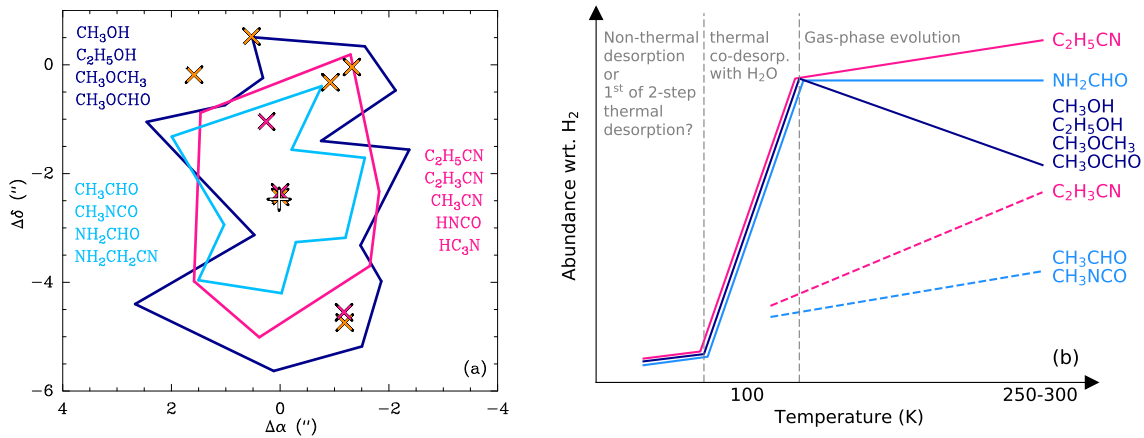 CH₃OH
C₂H₅OH
CH₃OCH₃
CH₃OCHO
CH₃CHO
CH₃NCO
NH₂CHO
NH₂CH₂CN
C₂H₅CN
C₂H₃CN
CH₃CN
HNCO
HC₃N
(a)
0
−2
−4
−6
Δδ (″)
4
2
0
−2
−4
Δα (″)
Abundance wrt. H₂
Non-thermal
desorption
or
1ˢᵗ of 2-step
thermal
desorption?
thermal
co-desorp.
with H₂O
Gas-phase evolution
C₂H₅CN
NH₂CHO
CH₃OH
C₂H₅OH
CH₃OCH₃
CH₃OCHO
C₂H₃CN
CH₃CHO
CH₃NCO
(b)
100
250-300
Temperature (K)